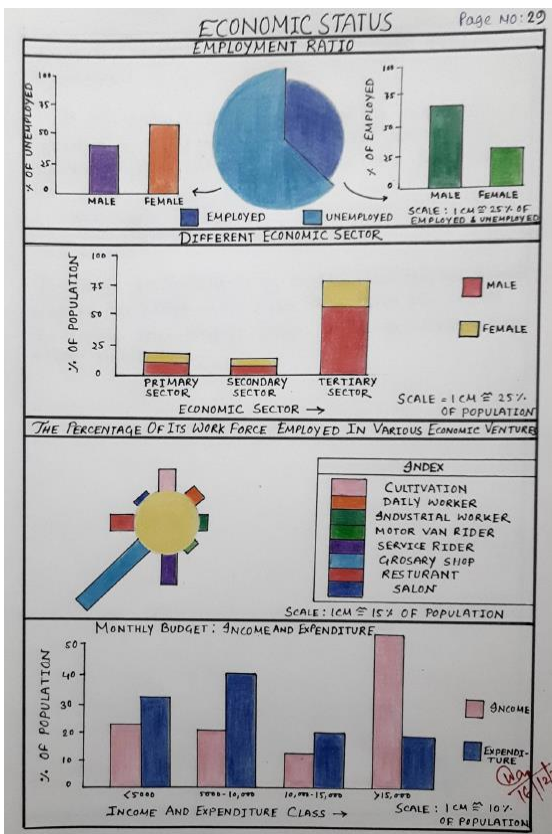 ECONOMIC STATUS
Page NO: 29
EMPLOYMENT RATIO
% OF UNEMPLOYED
100
75
50
25
0
MALE
FEMALE
% OF EMPLOYED
100
75
50
25
0
MALE
FEMALE
EMPLOYED
UNEMPLOYED
SCALE: 1 CM ≅ 25% OF
EMPLOYED & UNEMPLOYED
DIFFERENT ECONOMIC SECTOR
% OF POPULATION
100
75
50
25
0
PRIMARY
SECTOR
SECONDARY
SECTOR
TERTIARY
SECTOR
ECONOMIC SECTOR →
MALE
FEMALE
SCALE = 1 CM ≅ 25%
OF POPULATION
THE PERCENTAGE OF ITS WORK FORCE EMPLOYED IN VARIOUS ECONOMIC VENTURES
INDEX
CULTIVATION
DAILY WORKER
INDUSTRIAL WORKER
MOTOR VAN RIDER
SERVICE RIDER
GROSARY SHOP
RESTURANT
SALON
SCALE: 1CM ≅ 15% OF POPULATION
MONTHLY BUDGET: INCOME AND EXPENDITURE
% OF POPULATION
50
40
30
20
10
0
<5000
5000-10,000
10,000-15,000
>15,000
INCOME AND EXPENDITURE CLASS →
INCOME
EXPENDI-
TURE
SCALE: 1 CM ≅ 10%
OF POPULATION